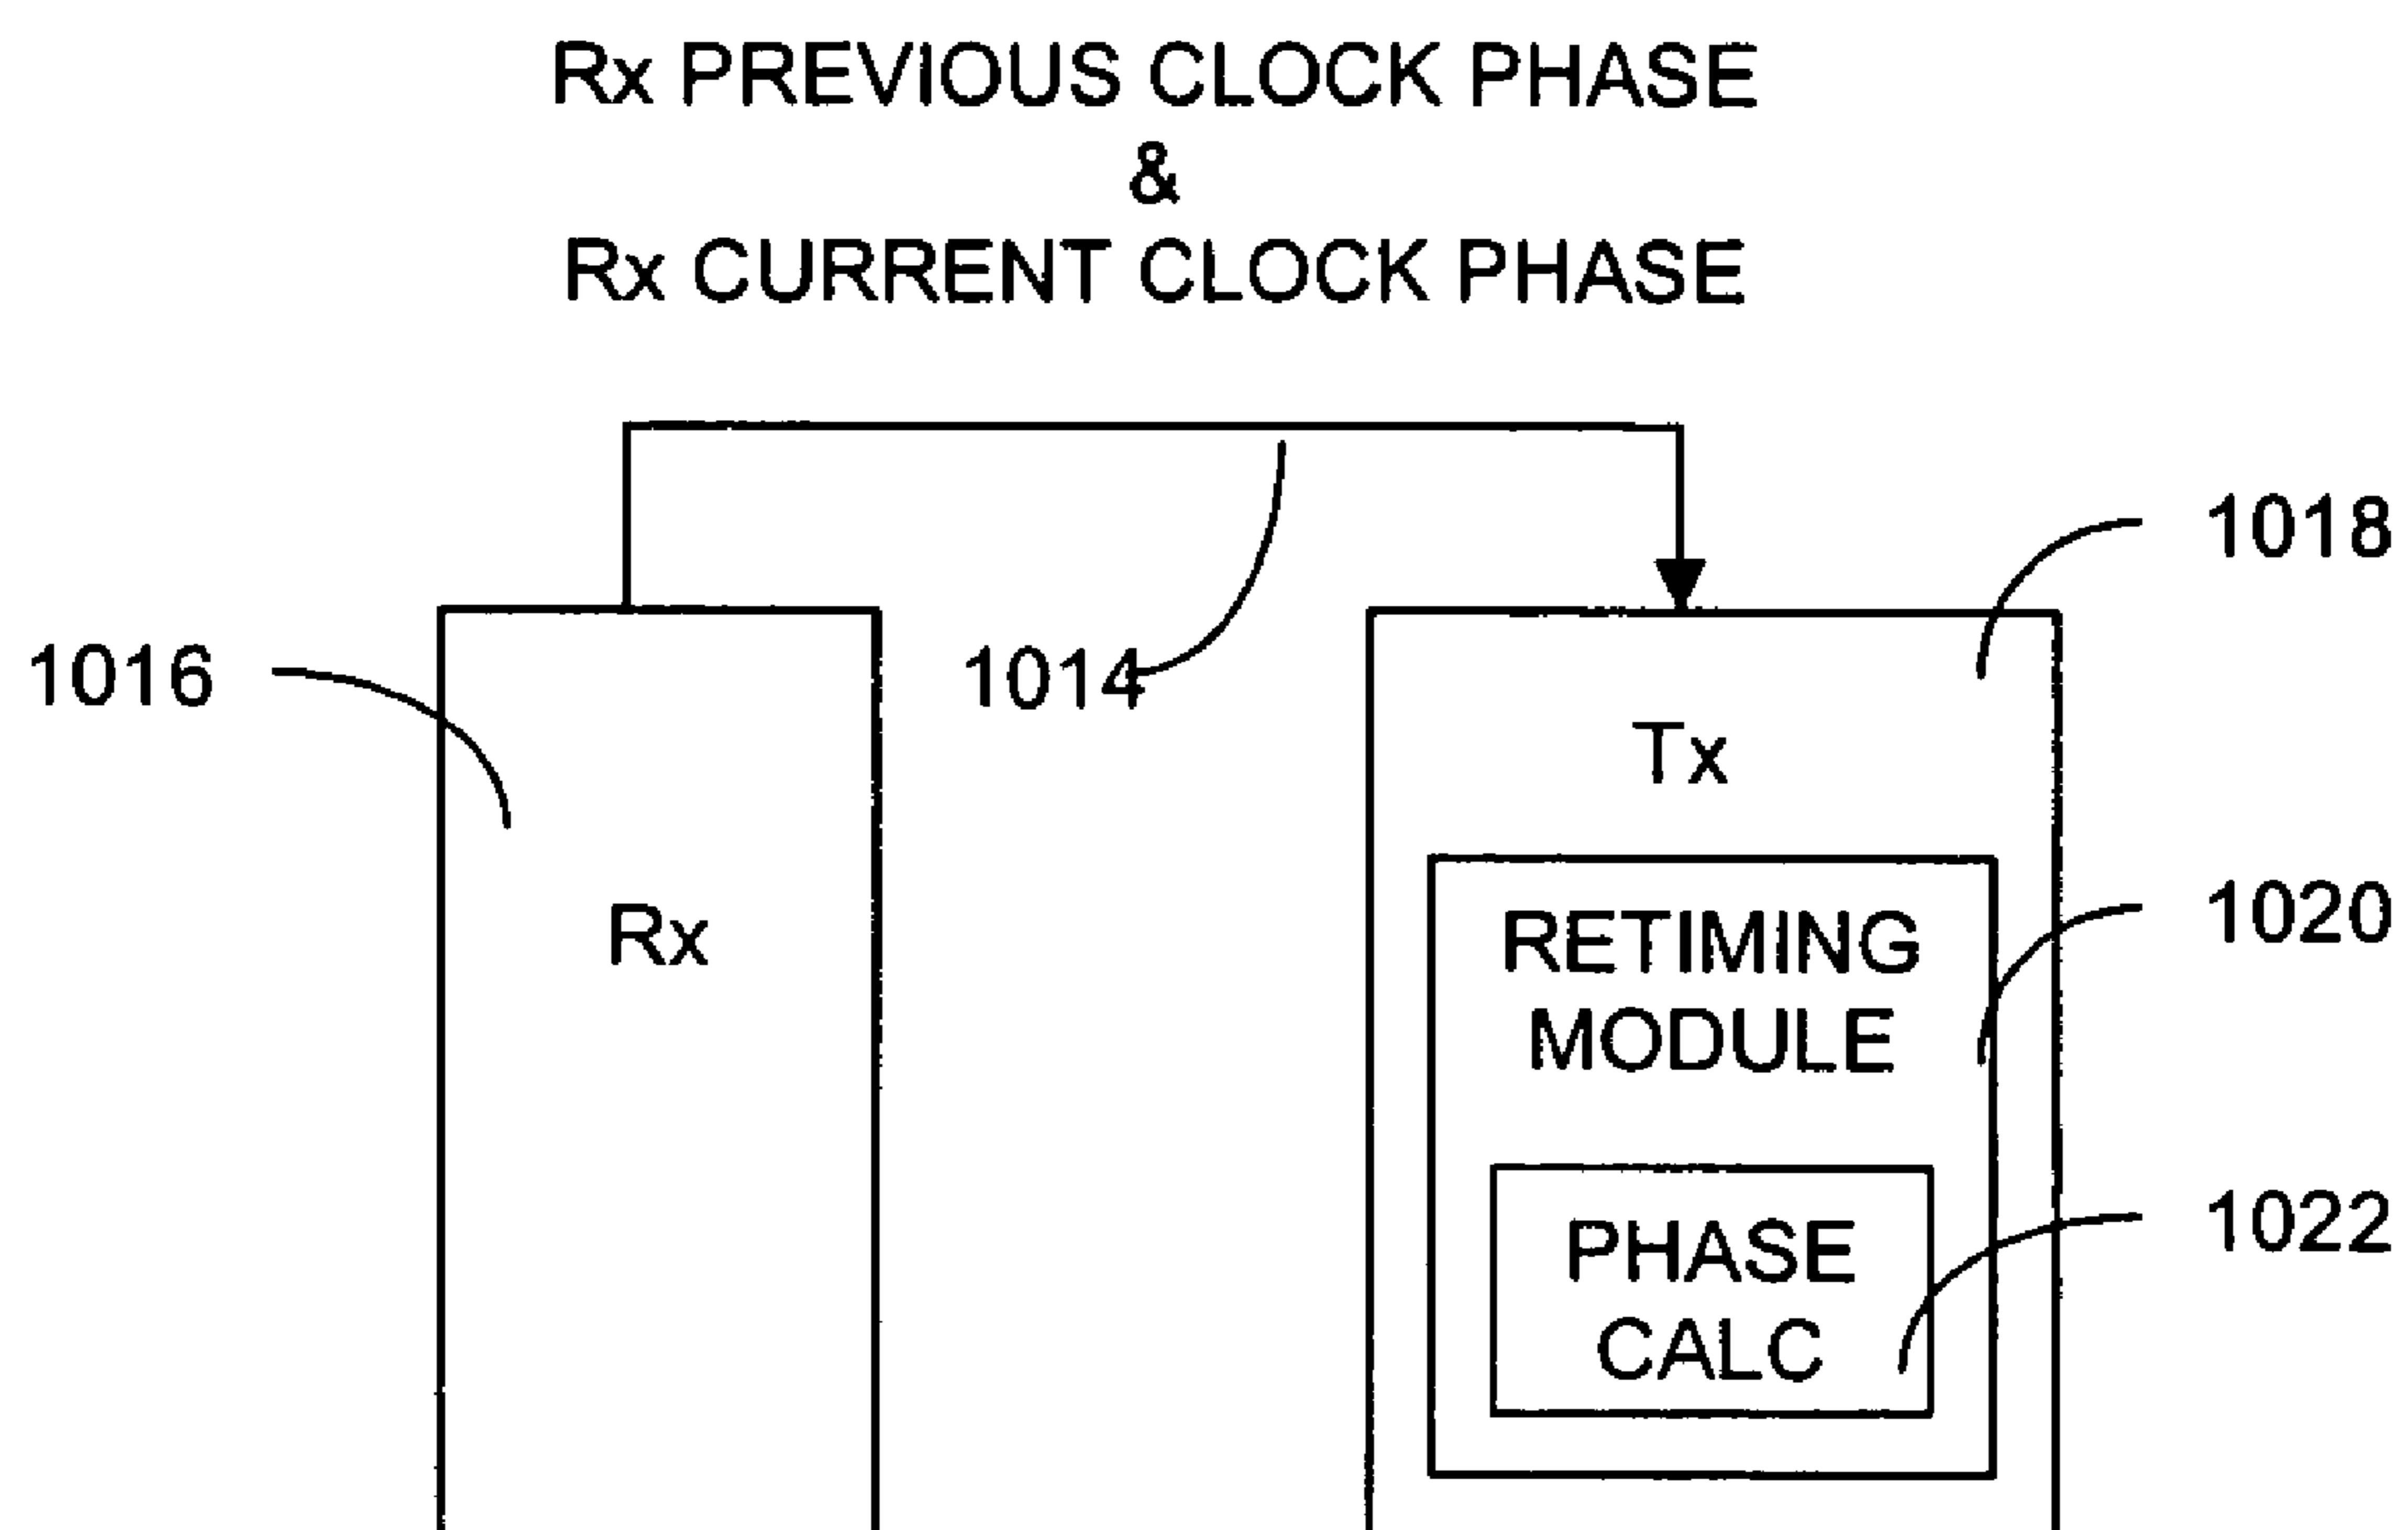 Rx PREVIOUS CLOCK PHASE
&
Rx CURRENT CLOCK PHASE
1018
1016
1014
Tx
Rx
RETIMING
MODULE
1020
PHASE
CALC
1022